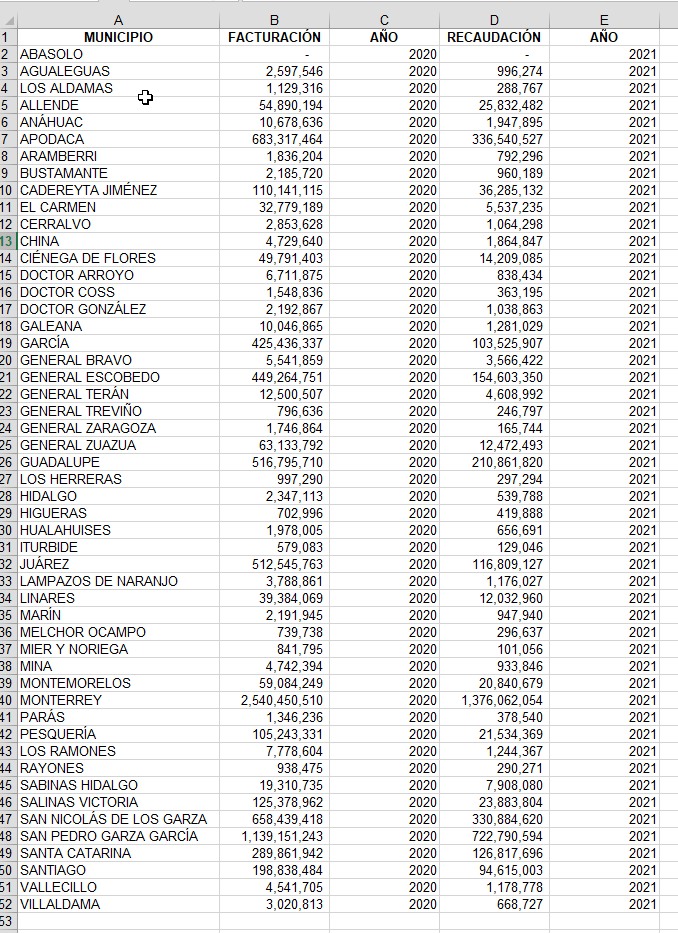 A B C D E
1 MUNICIPIO FACTURACIÓN AÑO RECAUDACIÓN AÑO
2 ABASOLO - 2020 - 2021
3 AGUALEGUAS 2,597,546 2020 996,274 2021
4 LOS ALDAMAS 1,129,316 2020 288,767 2021
5 ALLENDE 54,890,194 2020 25,832,482 2021
6 ANÁHUAC 10,678,636 2020 1,947,895 2021
7 APODACA 683,317,464 2020 336,540,527 2021
8 ARAMBERRI 1,836,204 2020 792,296 2021
9 BUSTAMANTE 2,185,720 2020 960,189 2021
10 CADEREYTA JIMÉNEZ 110,141,115 2020 36,285,132 2021
11 EL CARMEN 32,779,189 2020 5,537,235 2021
12 CERRALVO 2,853,628 2020 1,064,298 2021
13 CHINA 4,729,640 2020 1,864,847 2021
14 CIÉNEGA DE FLORES 49,791,403 2020 14,209,085 2021
15 DOCTOR ARROYO 6,711,875 2020 838,434 2021
16 DOCTOR COSS 1,548,836 2020 363,195 2021
17 DOCTOR GONZÁLEZ 2,192,867 2020 1,038,863 2021
18 GALEANA 10,046,865 2020 1,281,029 2021
19 GARCÍA 425,436,337 2020 103,525,907 2021
20 GENERAL BRAVO 5,541,859 2020 3,566,422 2021
21 GENERAL ESCOBEDO 449,264,751 2020 154,603,350 2021
22 GENERAL TERÁN 12,500,507 2020 4,608,992 2021
23 GENERAL TREVIÑO 796,636 2020 246,797 2021
24 GENERAL ZARAGOZA 1,746,864 2020 165,744 2021
25 GENERAL ZUAZUA 63,133,792 2020 12,472,493 2021
26 GUADALUPE 516,795,710 2020 210,861,820 2021
27 LOS HERRERAS 997,290 2020 297,294 2021
28 HIDALGO 2,347,113 2020 539,788 2021
29 HIGUERAS 702,996 2020 419,888 2021
30 HUALAHUISES 1,978,005 2020 656,691 2021
31 ITURBIDE 579,083 2020 129,046 2021
32 JUÁREZ 512,545,763 2020 116,809,127 2021
33 LAMPAZOS DE NARANJO 3,788,861 2020 1,176,027 2021
34 LINARES 39,384,069 2020 12,032,960 2021
35 MARÍN 2,191,945 2020 947,940 2021
36 MELCHOR OCAMPO 739,738 2020 296,637 2021
37 MIER Y NORIEGA 841,795 2020 101,056 2021
38 MINA 4,742,394 2020 933,846 2021
39 MONTEMORELOS 59,084,249 2020 20,840,679 2021
40 MONTERREY 2,540,450,510 2020 1,376,062,054 2021
41 PARÁS 1,346,236 2020 378,540 2021
42 PESQUERÍA 105,243,331 2020 21,534,369 2021
43 LOS RAMONES 7,778,604 2020 1,244,367 2021
44 RAYONES 938,475 2020 290,271 2021
45 SABINAS HIDALGO 19,310,735 2020 7,908,080 2021
46 SALINAS VICTORIA 125,378,962 2020 23,883,804 2021
47 SAN NICOLÁS DE LOS GARZA 658,439,418 2020 330,884,620 2021
48 SAN PEDRO GARZA GARCÍA 1,139,151,243 2020 722,790,594 2021
49 SANTA CATARINA 289,861,942 2020 126,817,696 2021
50 SANTIAGO 198,838,484 2020 94,615,003 2021
51 VALLECILLO 4,541,705 2020 1,178,778 2021
52 VILLALDAMA 3,020,813 2020 668,727 2021
53